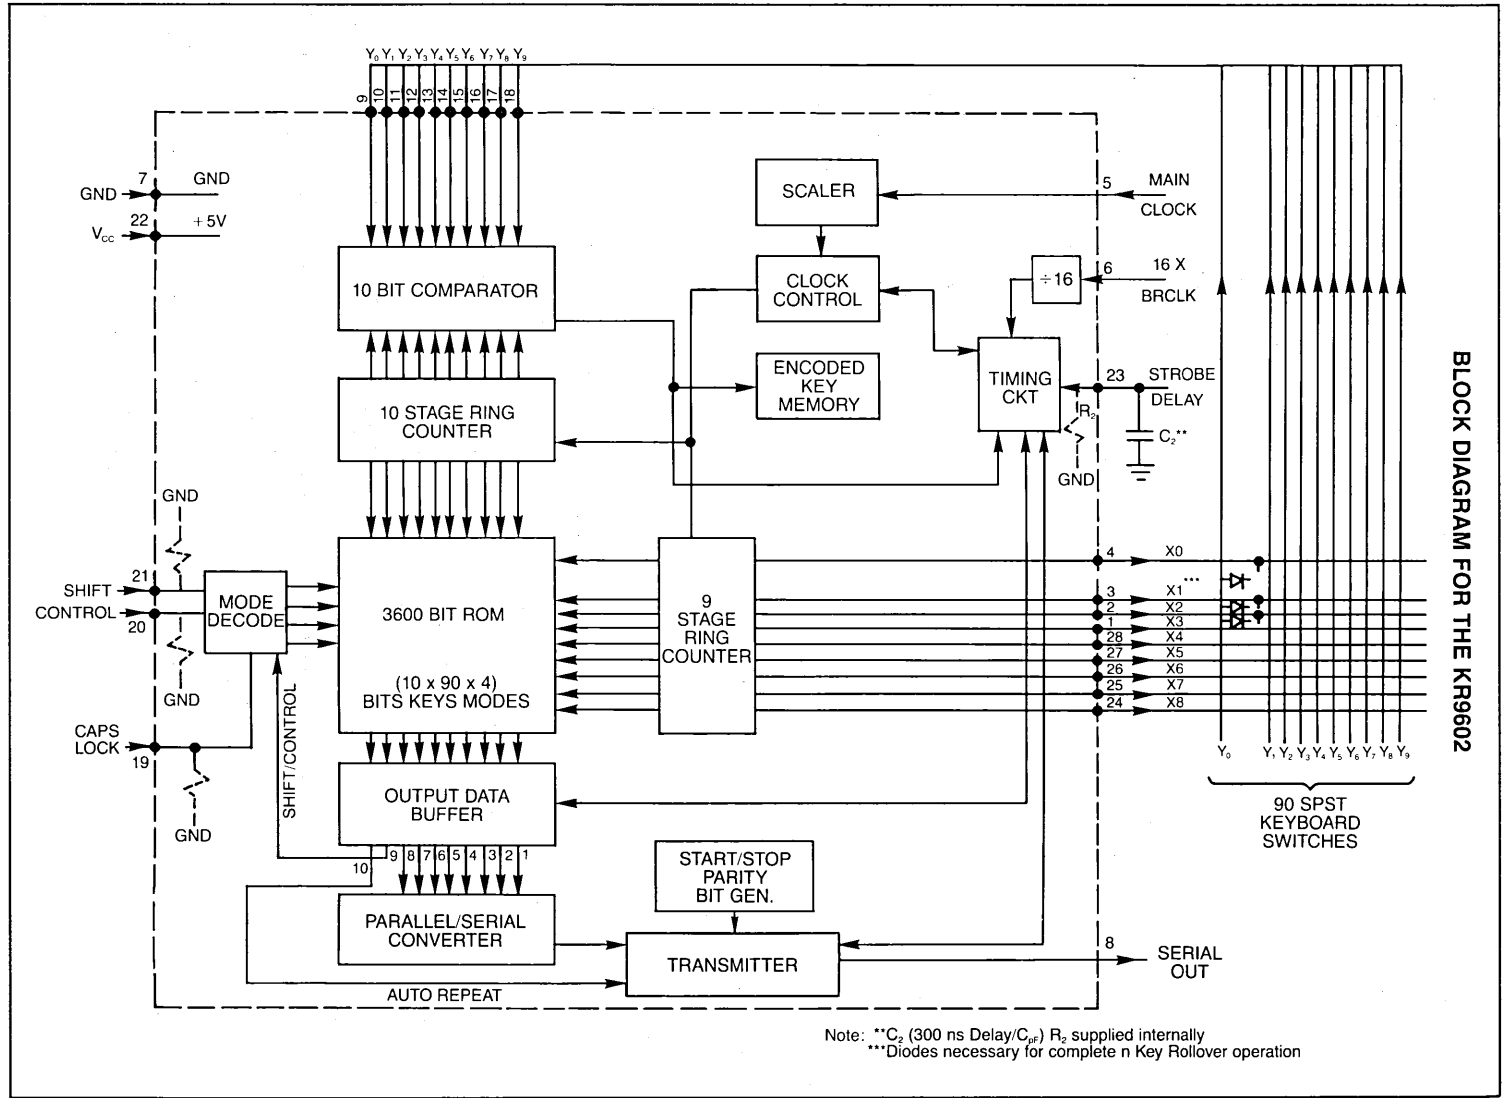 Y₀ Y₁ Y₂ Y₃ Y₄ Y₅ Y₆ Y₇ Y₈ Y₉
9 10 11 12 13 14 15 16 17 18
7 GND
GND
22 +5V
Vcc
SCALER
5 MAIN
CLOCK
10 BIT COMPARATOR
CLOCK
CONTROL
÷16
6 16 X
BRCLK
ENCODED
KEY
MEMORY
TIMING
CKT
23 STROBE
DELAY
R₂
C₂**
GND
10 STAGE RING
COUNTER
GND
21
SHIFT
CONTROL
20
MODE
DECODE
GND
3600 BIT ROM
(10 x 90 x 4)
BITS KEYS MODES
9
STAGE
RING
COUNTER
4 X0
***
3 X1
2 X2
1 X3
28 X4
27 X5
26 X6
25 X7
24 X8
CAPS
LOCK
19
GND
SHIFT/CONTROL
Y₀ Y₁ Y₂ Y₃ Y₄ Y₅ Y₆ Y₇ Y₈ Y₉
90 SPST
KEYBOARD
SWITCHES
OUTPUT DATA
BUFFER
10 9 8 7 6 5 4 3 2 1
START/STOP
PARITY
BIT GEN.
PARALLEL/SERIAL
CONVERTER
TRANSMITTER
8 SERIAL
OUT
AUTO REPEAT
Note: **C₂ (300 ns Delay/CpF) R₂ supplied internally
***Diodes necessary for complete n Key Rollover operation
BLOCK DIAGRAM FOR THE KR9602